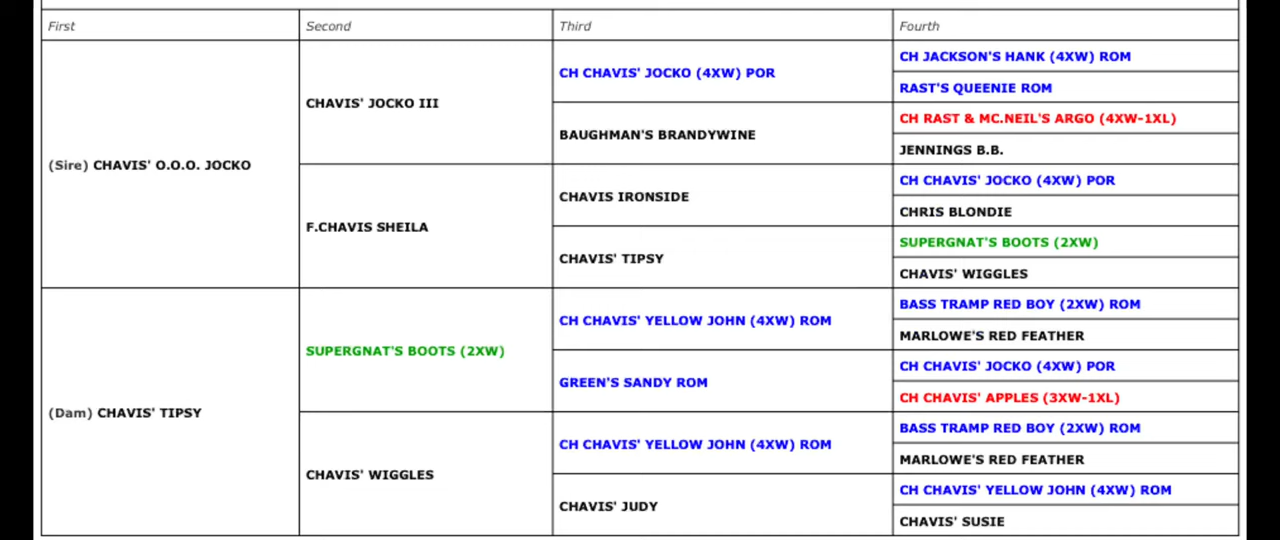 First Second Third Fourth
(Sire) CHAVIS' O.O.O. JOCKO
CHAVIS' JOCKO III
CH CHAVIS' JOCKO (4XW) POR
CH JACKSON'S HANK (4XW) ROM
RAST'S QUEENIE ROM
BAUGHMAN'S BRANDYWINE
CH RAST & MC.NEIL'S ARGO (4XW-1XL)
JENNINGS B.B.
F.CHAVIS SHEILA
CHAVIS IRONSIDE
CH CHAVIS' JOCKO (4XW) POR
CHRIS BLONDIE
CHAVIS' TIPSY
SUPERGNAT'S BOOTS (2XW)
CHAVIS' WIGGLES
(Dam) CHAVIS' TIPSY
SUPERGNAT'S BOOTS (2XW)
CH CHAVIS' YELLOW JOHN (4XW) ROM
BASS TRAMP RED BOY (2XW) ROM
MARLOWE'S RED FEATHER
GREEN'S SANDY ROM
CH CHAVIS' JOCKO (4XW) POR
CH CHAVIS' APPLES (3XW-1XL)
CHAVIS' WIGGLES
CH CHAVIS' YELLOW JOHN (4XW) ROM
BASS TRAMP RED BOY (2XW) ROM
MARLOWE'S RED FEATHER
CHAVIS' JUDY
CH CHAVIS' YELLOW JOHN (4XW) ROM
CHAVIS' SUSIE